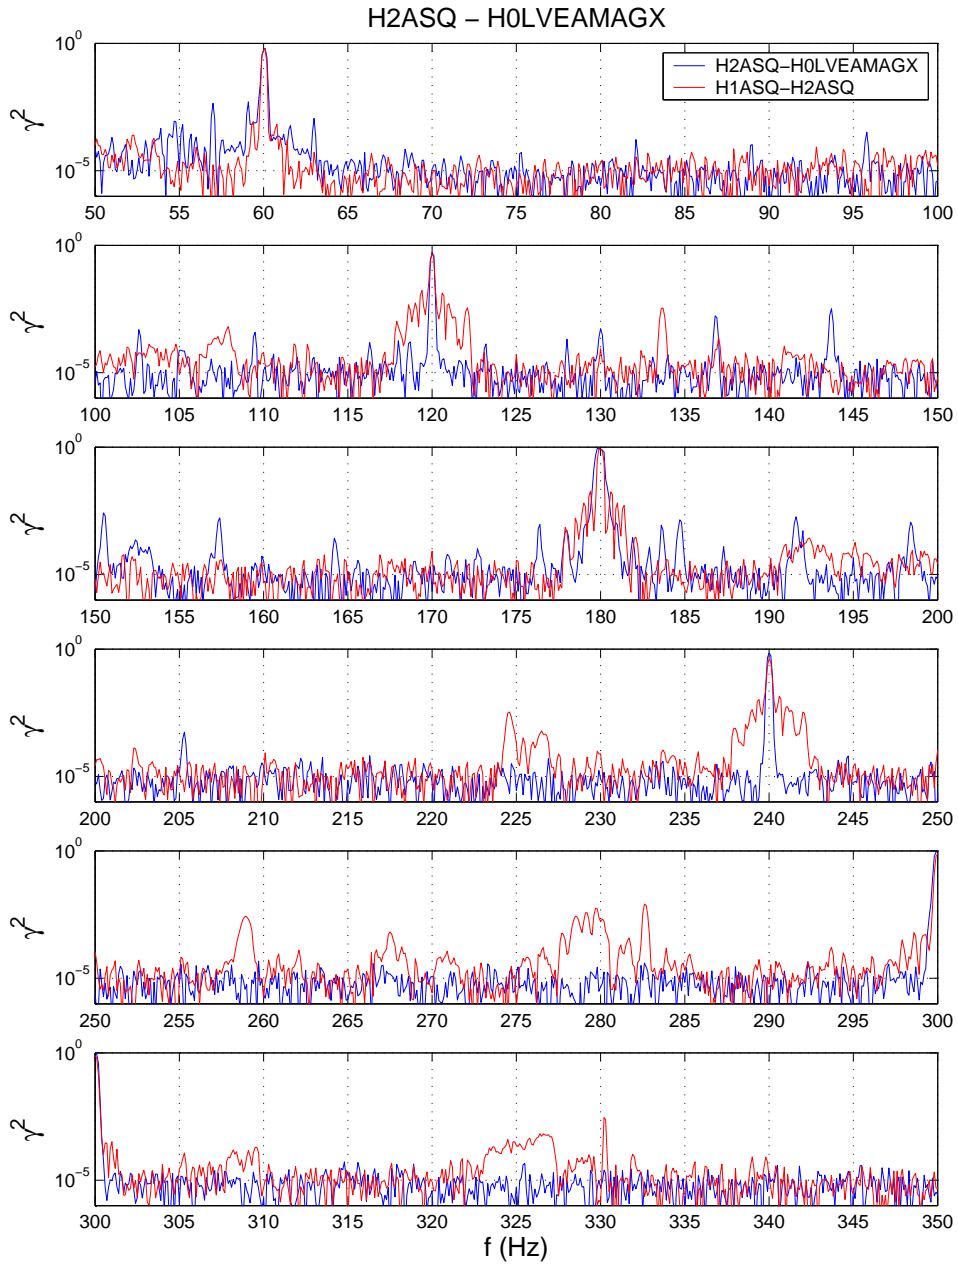 H2ASQ − H0LVEAMAGX
H2ASQ−H0LVEAMAGX
H1ASQ−H2ASQ
10^0
γ^2
10^−5
50 55 60 65 70 75 80 85 90 95 100
10^0
γ^2
10^−5
100 105 110 115 120 125 130 135 140 145 150
10^0
γ^2
10^−5
150 155 160 165 170 175 180 185 190 195 200
10^0
γ^2
10^−5
200 205 210 215 220 225 230 235 240 245 250
10^0
γ^2
10^−5
250 255 260 265 270 275 280 285 290 295 300
10^0
γ^2
10^−5
300 305 310 315 320 325 330 335 340 345 350
f (Hz)